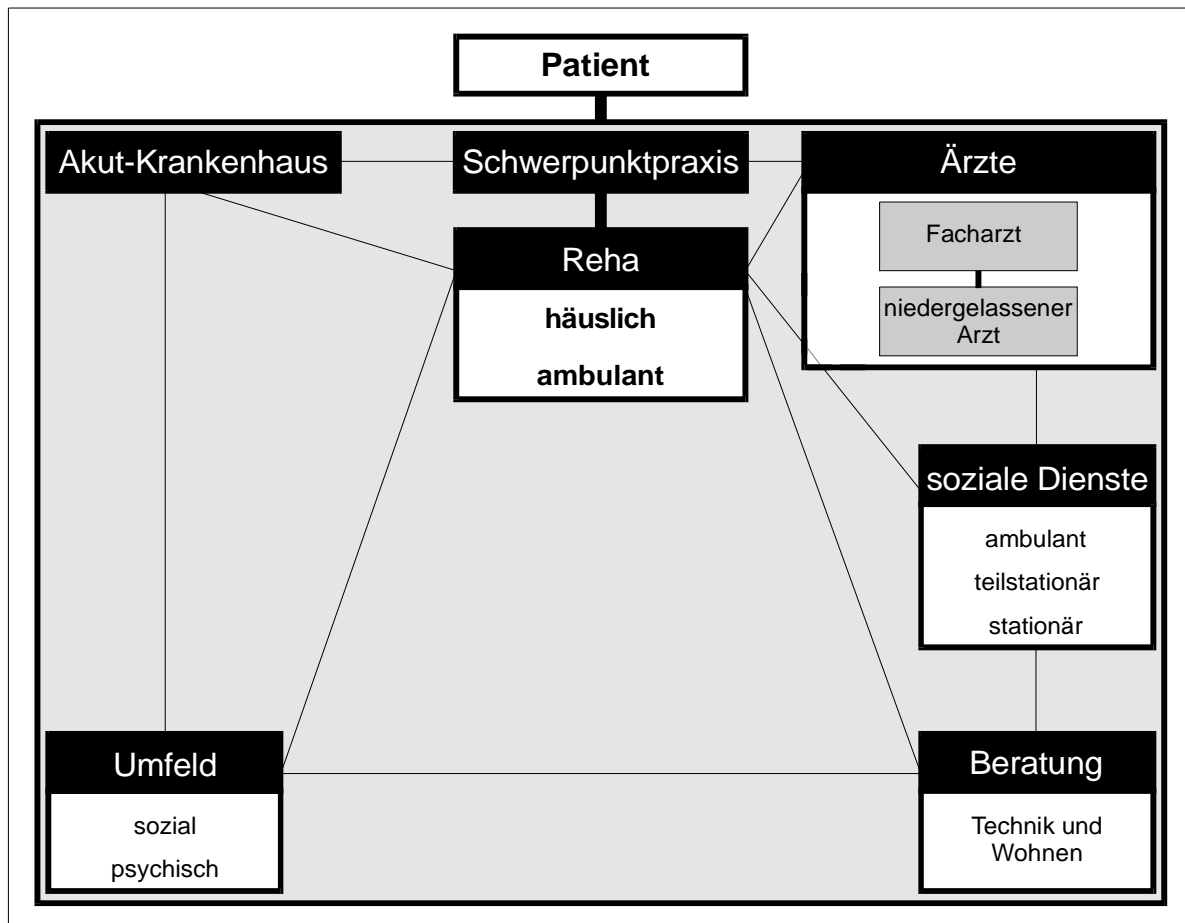 Patient
Akut-Krankenhaus
Schwerpunktpraxis
Ärzte
Facharzt
niedergelassener
Arzt
Reha
häuslich
ambulant
soziale Dienste
ambulant
teilstationär
stationär
Umfeld
sozial
psychisch
Beratung
Technik und
Wohnen